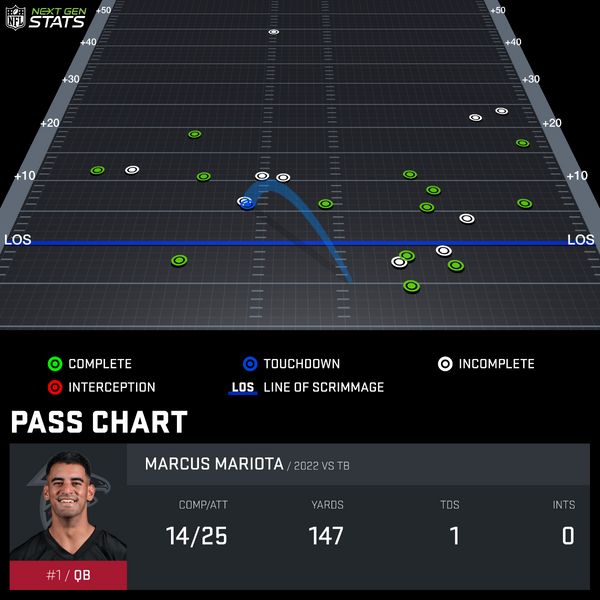 NFL NEXT GEN STATS
+50 +50
+30 +30
+20 +20
+10 +10
LOS LOS
COMPLETE TOUCHDOWN INCOMPLETE
INTERCEPTION LOS LINE OF SCRIMMAGE
PASS CHART
MARCUS MARIOTA / 2022 VS TB
COMP/ATT YARDS TDS INTS
14/25 147 1 0
#1 / QB